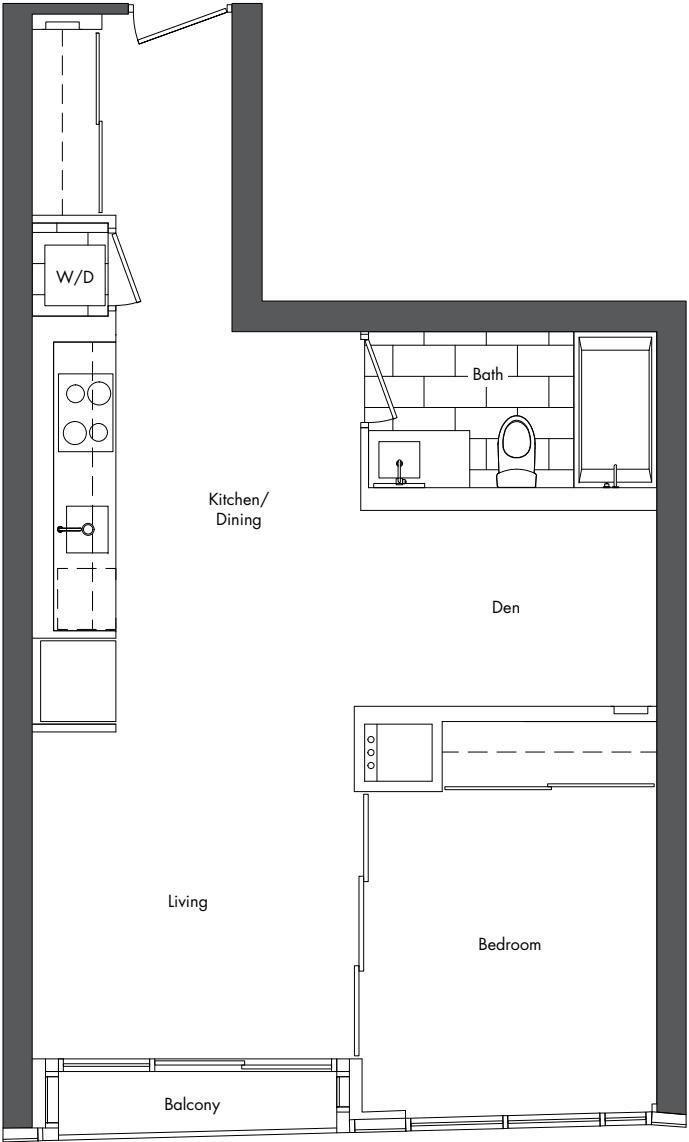 W/D
Bath
Kitchen/
Dining
Den
Living
Bedroom
Balcony